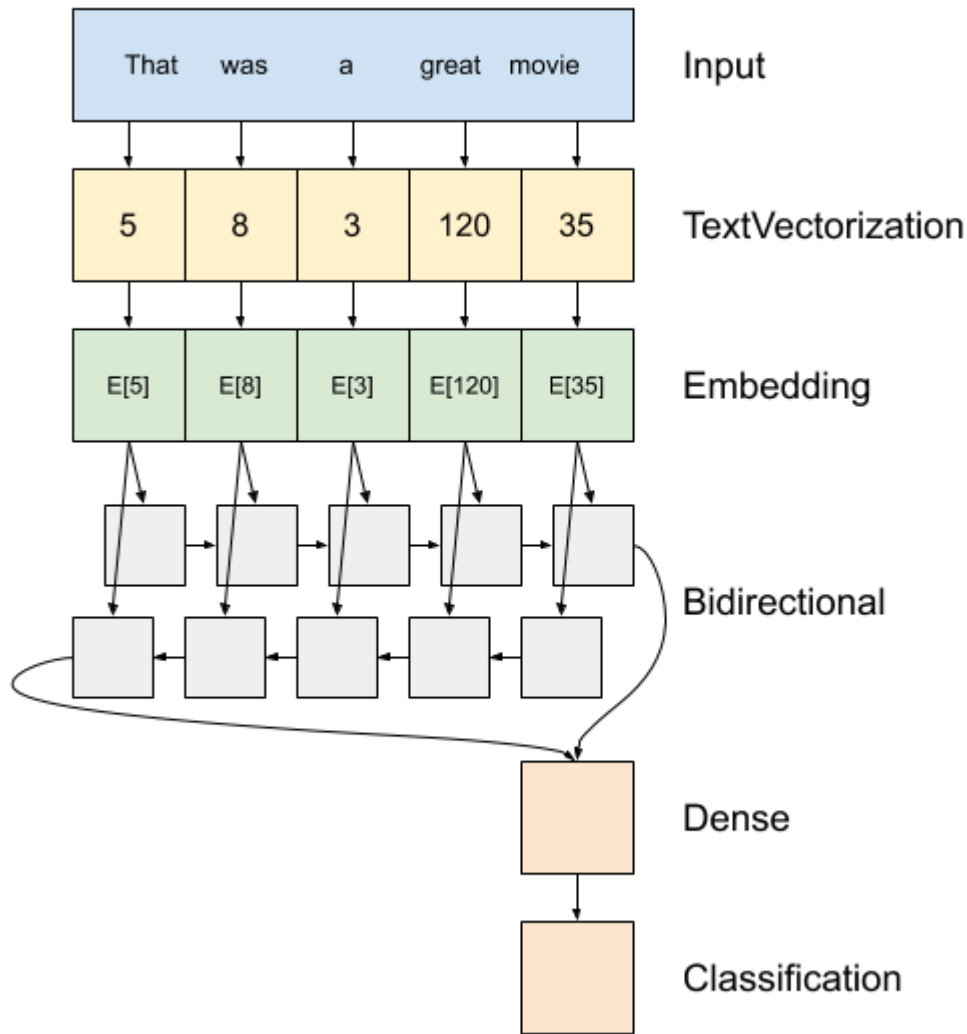 That was a great movie Input
5 8 3 120 35 TextVectorization
E[5] E[8] E[3] E[120] E[35] Embedding
Bidirectional
Dense
Classification